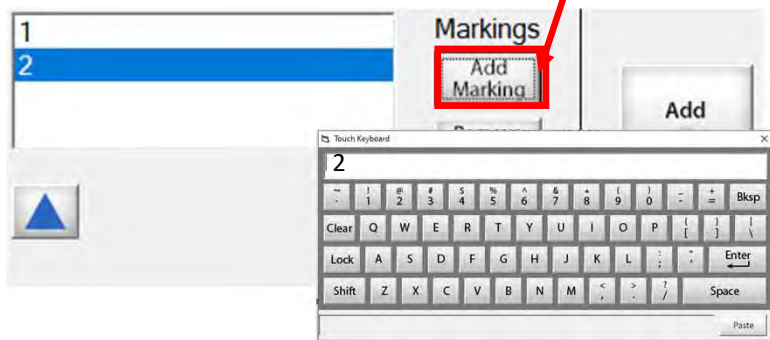 1
2
Markings
Add
Marking
Add
Touch Keyboard
2
~ ! 1 @ 2 # 3 $ 4 % 5 ^ 6 & 7 * 8 ( 9 ) 0 - + = Bksp
Clear Q W E R T Y U I O P { [ } ] | \
Lock A S D F G H J K L : ; " ' Enter
Shift Z X C V B N M < , > . ? / Space
Paste